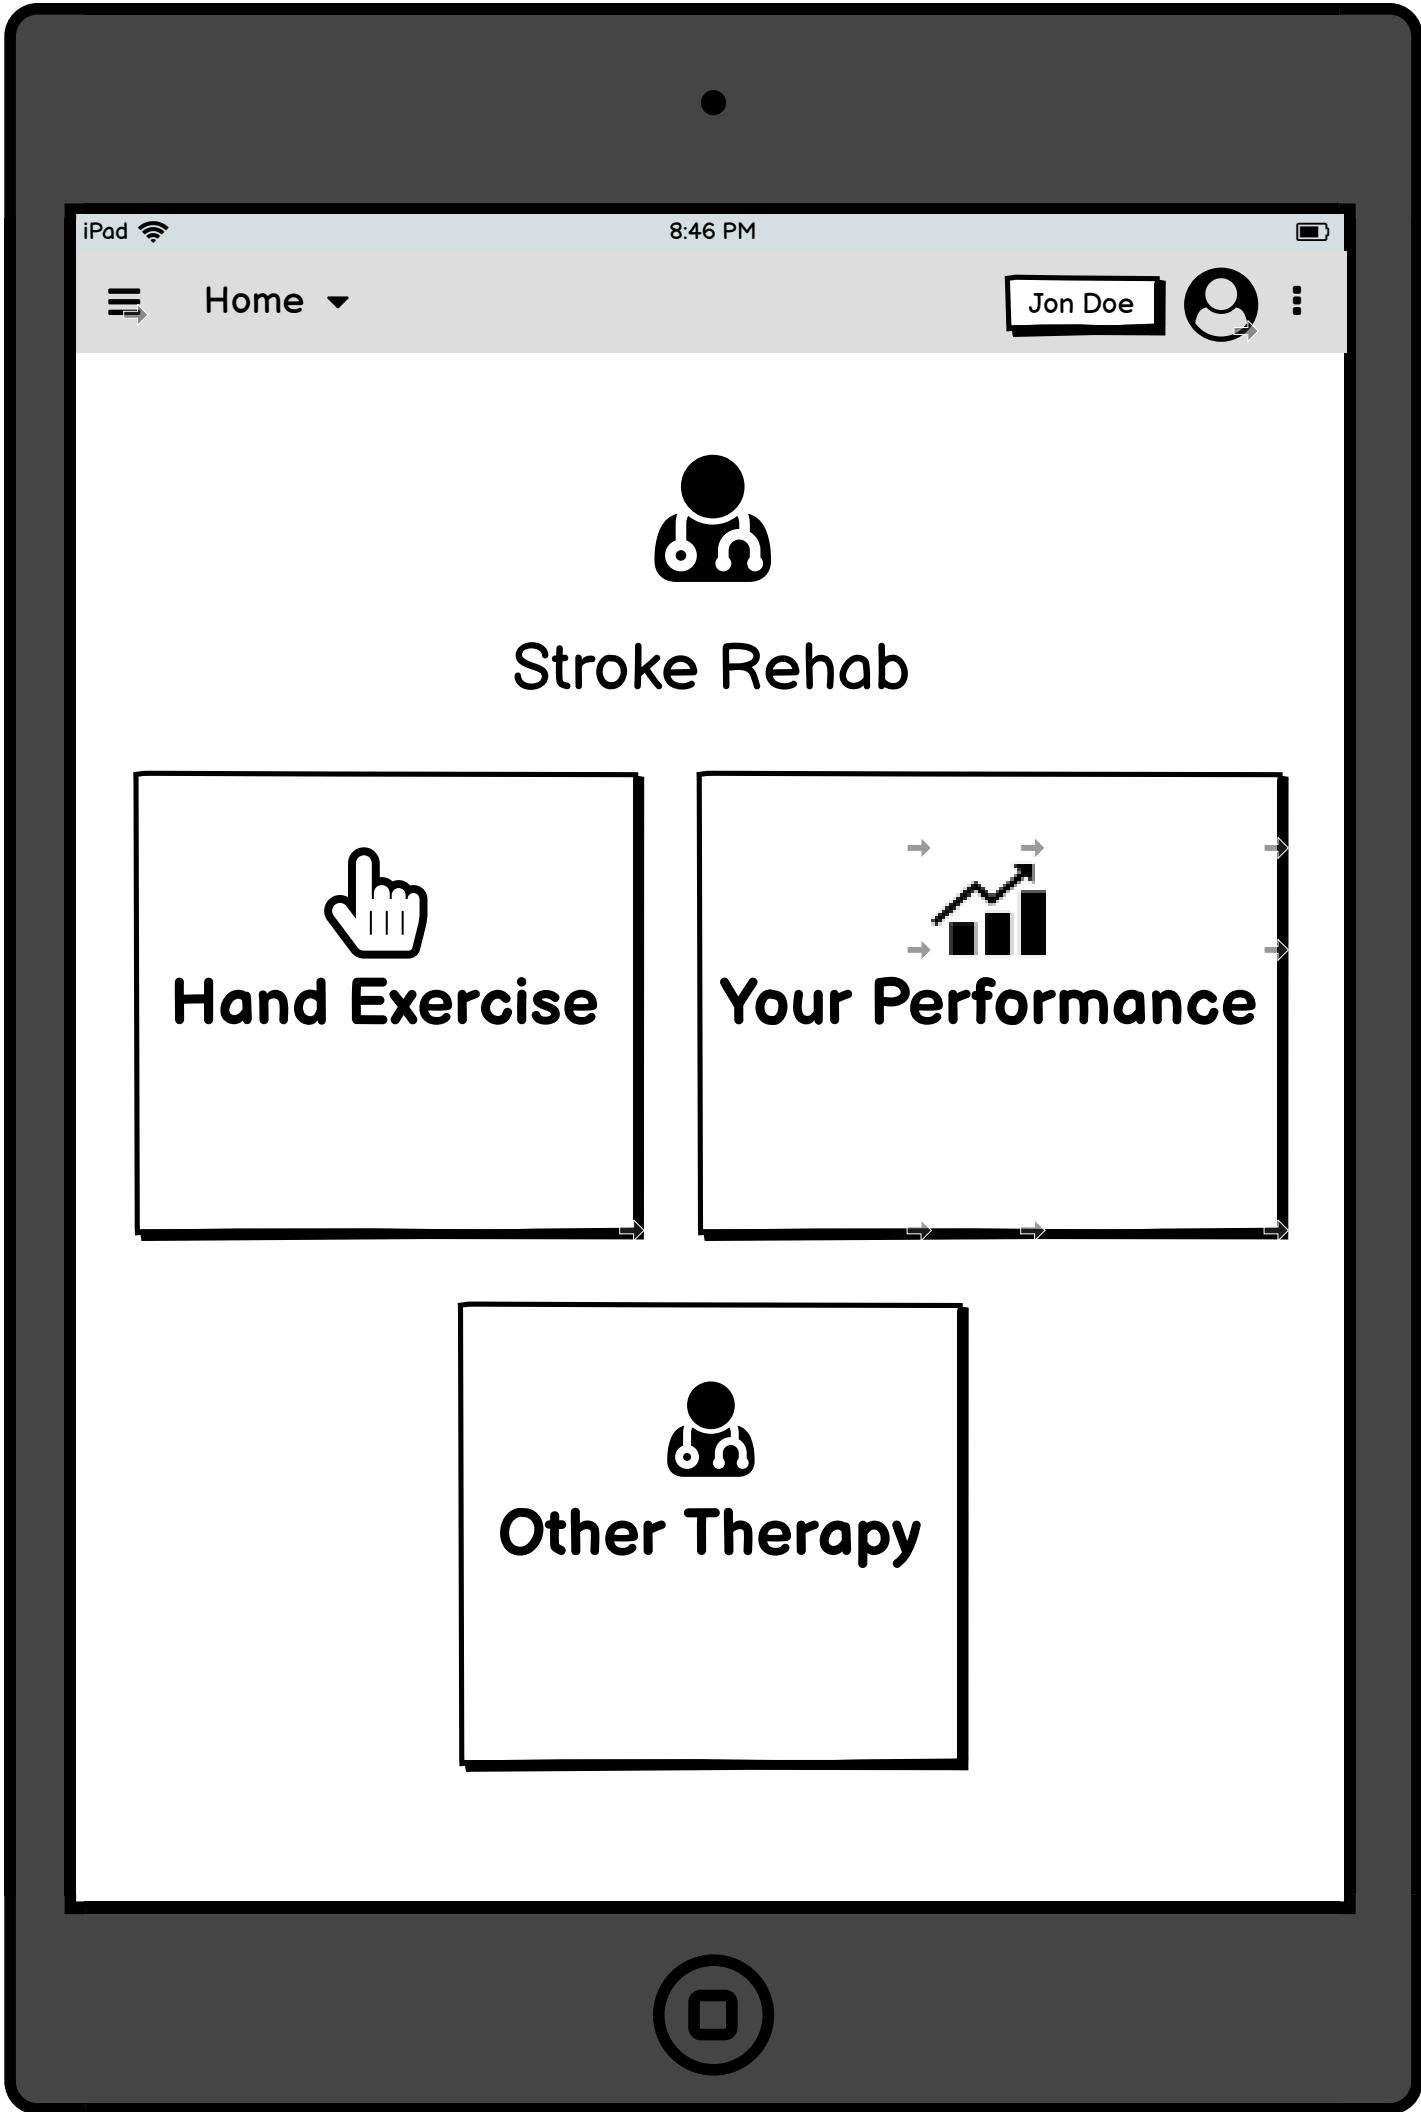 iPad
8:46 PM
Home
Jon Doe
Stroke Rehab
Hand Exercise
Your Performance
Other Therapy